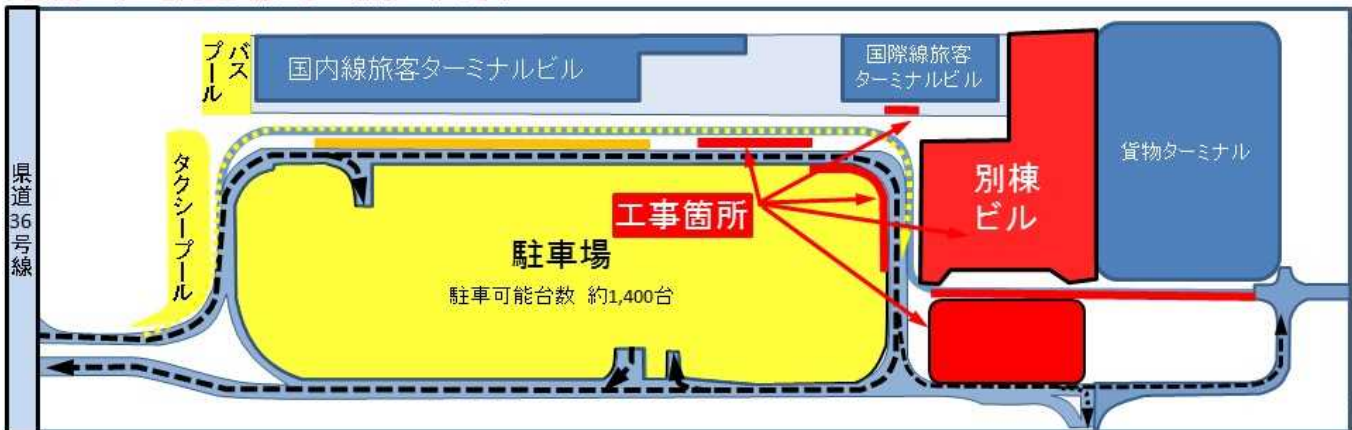 バスプール
国内線旅客ターミナルビル
国際線旅客
ターミナルビル
貨物ターミナル
タクシープール
県道36号線
別棟
ビル
工事箇所
駐車場
駐車可能台数 約1,400台